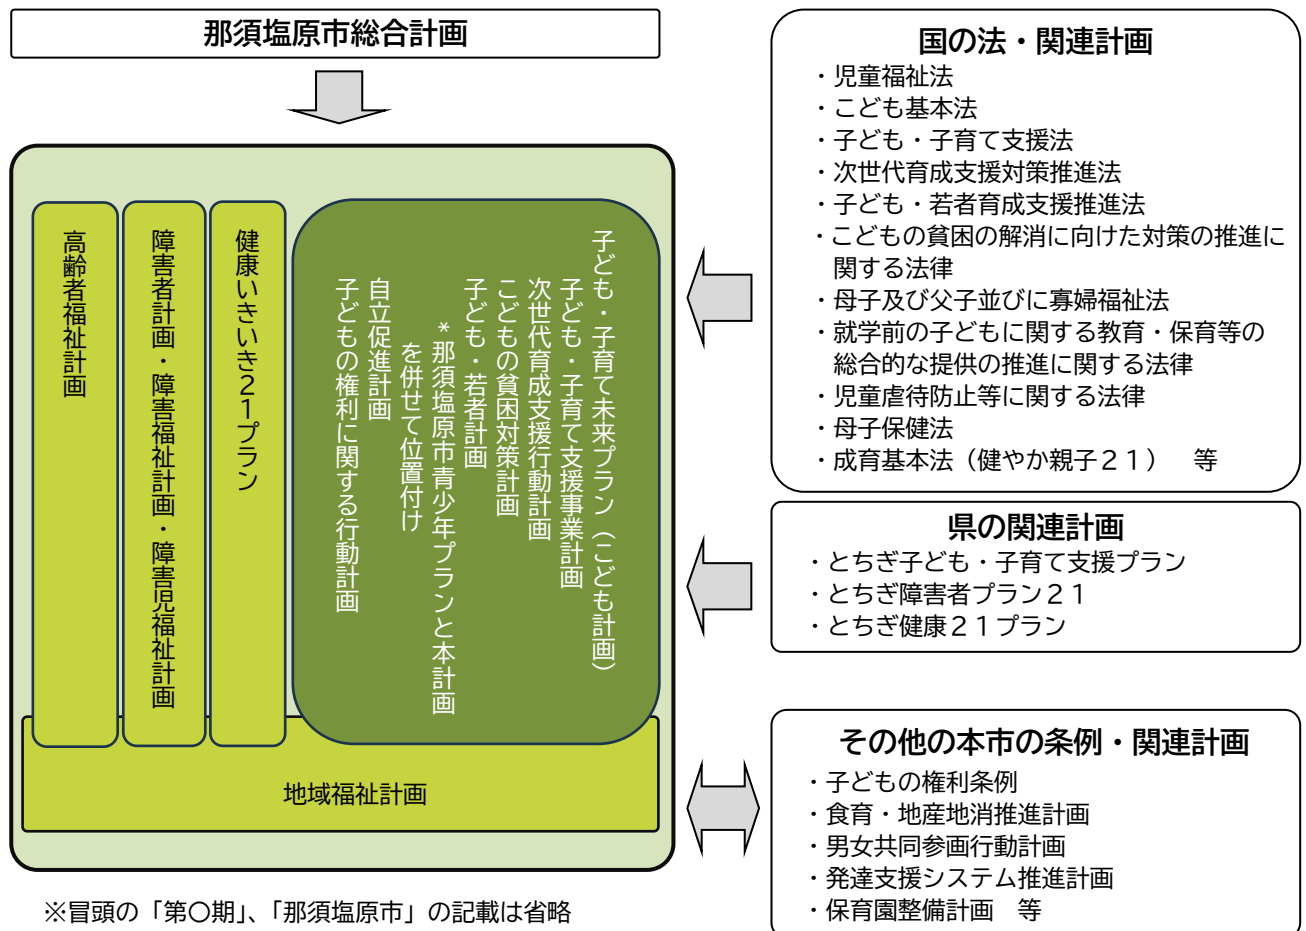 那須塩原市総合計画
高齢者福祉計画
障害者計画・障害福祉計画・障害児福祉計画
健康いきいき21プラン
子ども・子育て未来プラン（こども計画）
子ども・子育て支援事業計画
次世代育成支援行動計画
こどもの貧困対策計画
子ども・若者計画
＊那須塩原市青少年プランと本計画
を併せて位置付け
自立促進計画
子どもの権利に関する行動計画
地域福祉計画
※冒頭の「第〇期」、「那須塩原市」の記載は省略
国の法・関連計画
・児童福祉法
・こども基本法
・子ども・子育て支援法
・次世代育成支援対策推進法
・子ども・若者育成支援推進法
・こどもの貧困の解消に向けた対策の推進に
関する法律
・母子及び父子並びに寡婦福祉法
・就学前の子どもに関する教育・保育等の
総合的な提供の推進に関する法律
・児童虐待防止等に関する法律
・母子保健法
・成育基本法（健やか親子２１）　等
県の関連計画
・とちぎ子ども・子育て支援プラン
・とちぎ障害者プラン２１
・とちぎ健康２１プラン
その他の本市の条例・関連計画
・子どもの権利条例
・食育・地産地消推進計画
・男女共同参画行動計画
・発達支援システム推進計画
・保育園整備計画　等